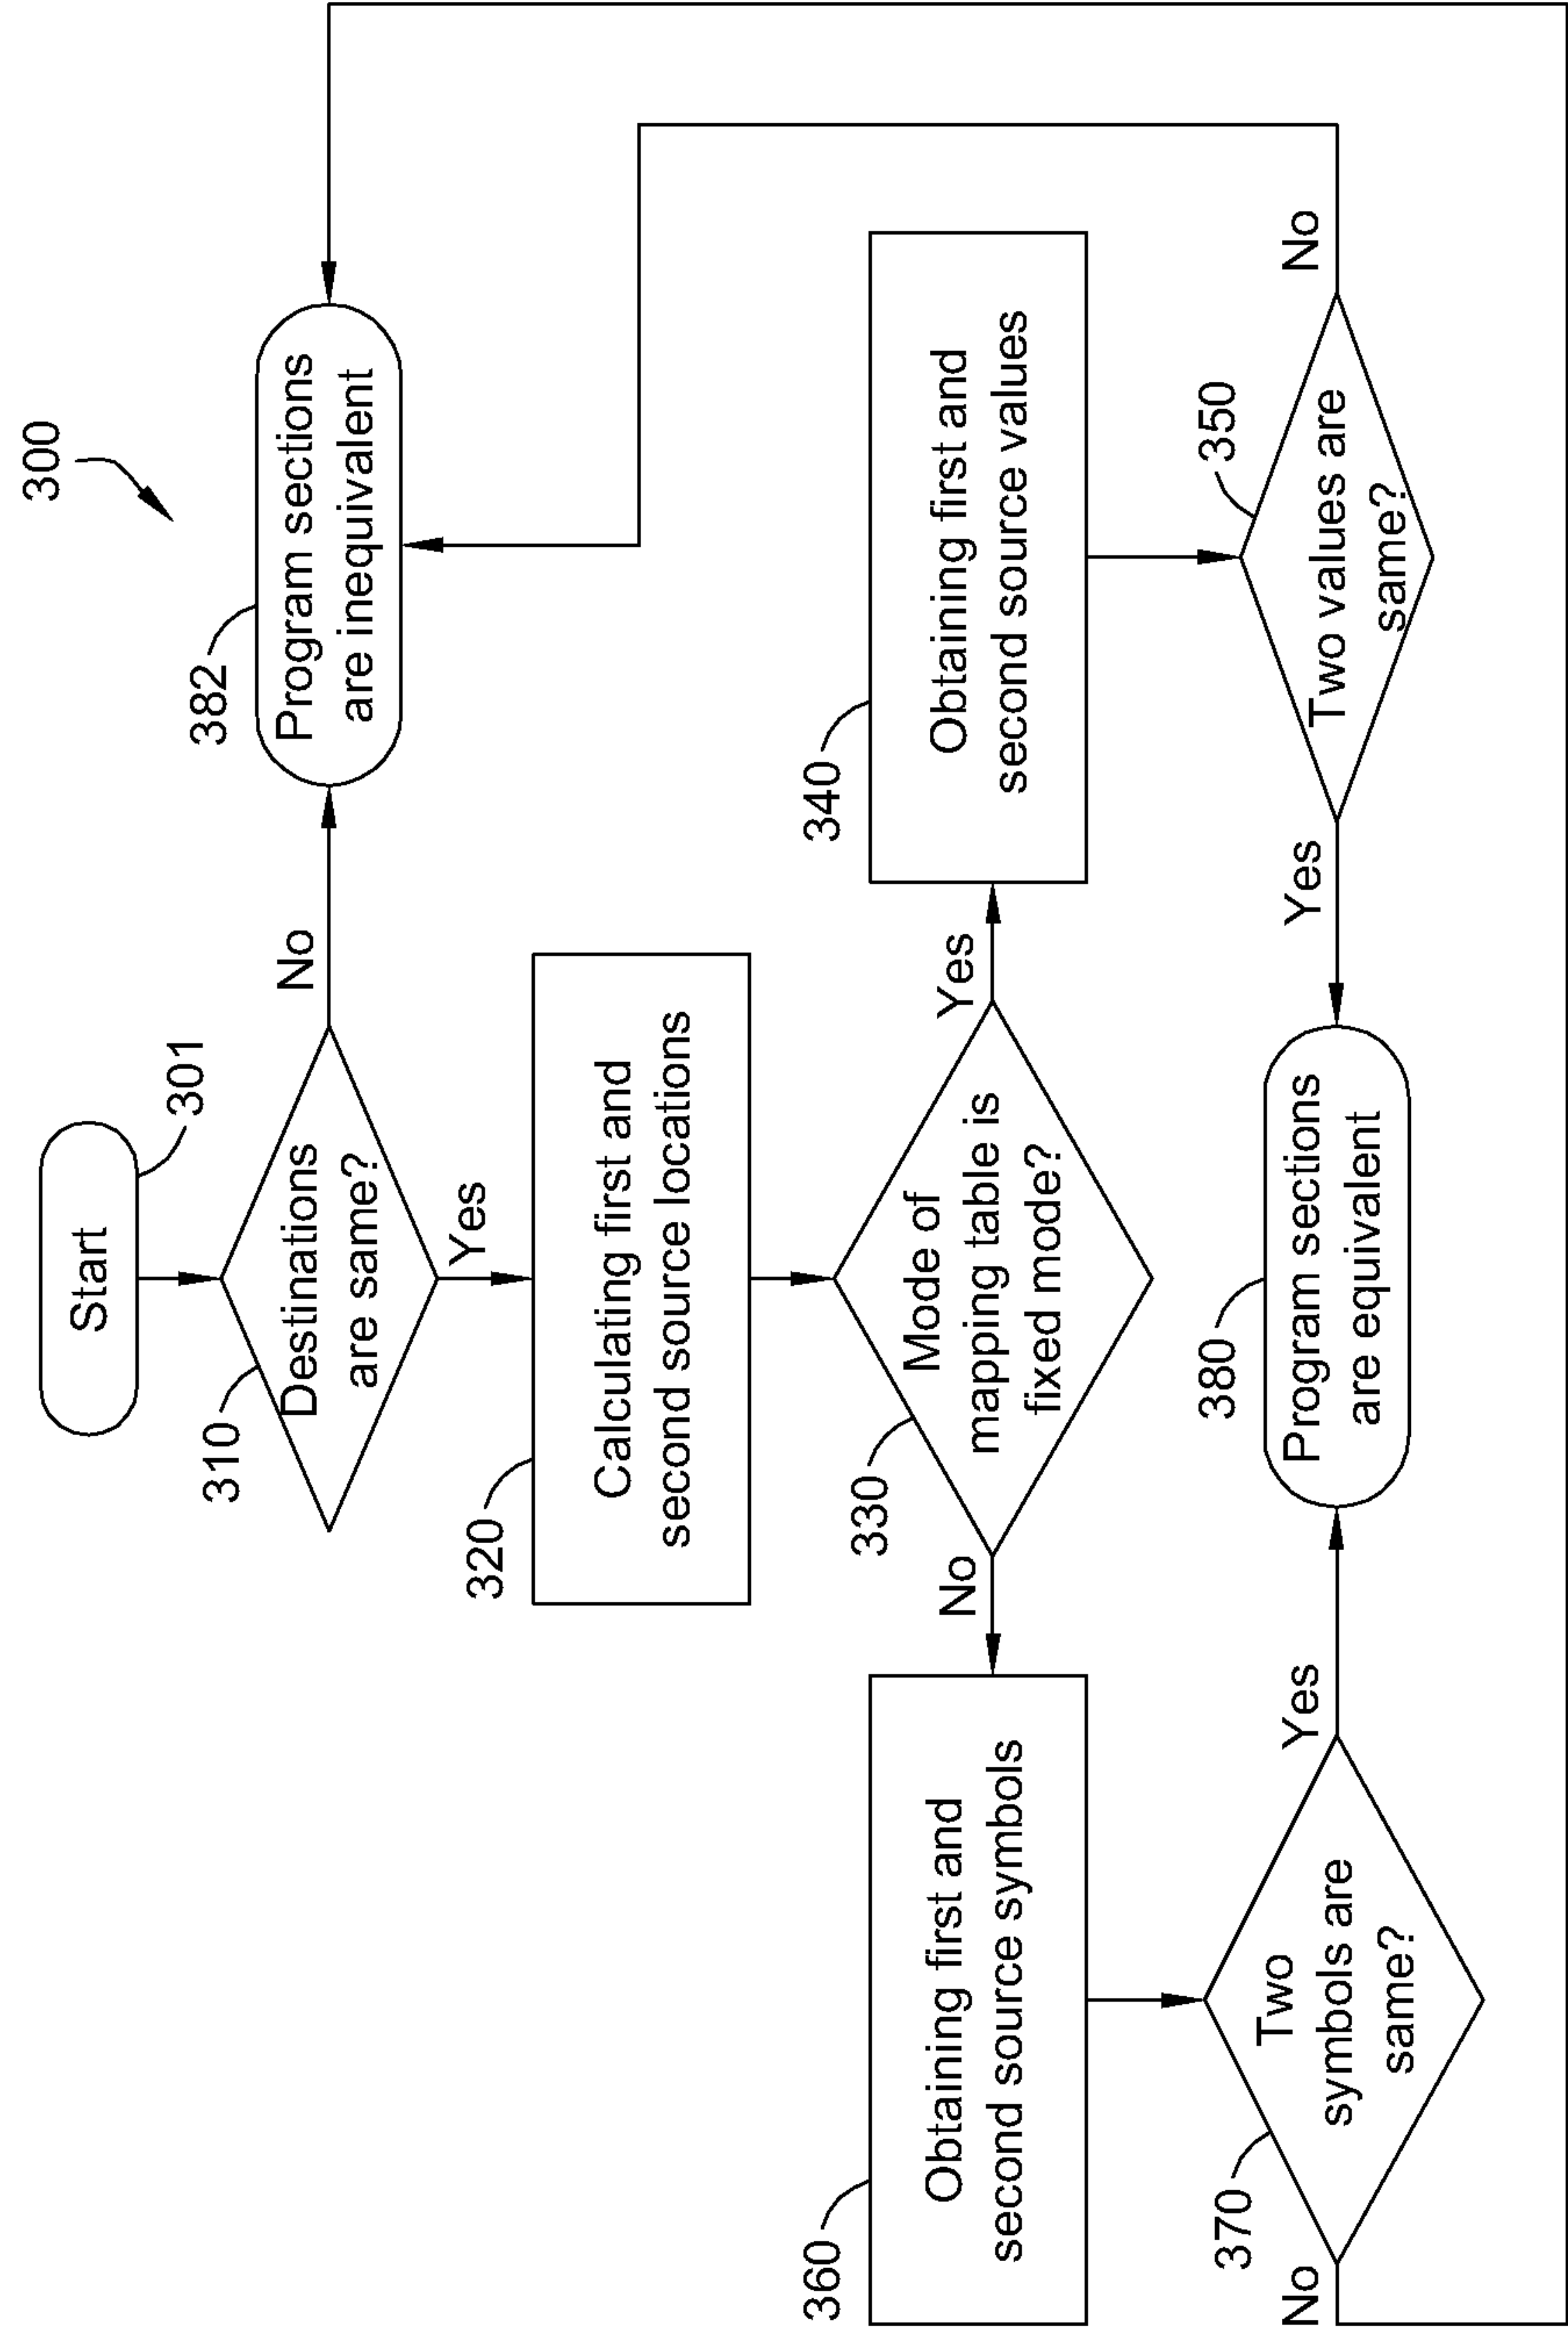 300
Start
301
310
Destinations
are same?
No
382
Program sections
are inequivalent
Yes
320
Calculating first and
second source locations
330
Mode of
mapping table is
fixed mode?
No
Yes
360
Obtaining first and
second source symbols
340
Obtaining first and
second source values
370
Two
symbols are
same?
No
Yes
380
Program sections
are equivalent
Yes
350
Two values are
same?
No